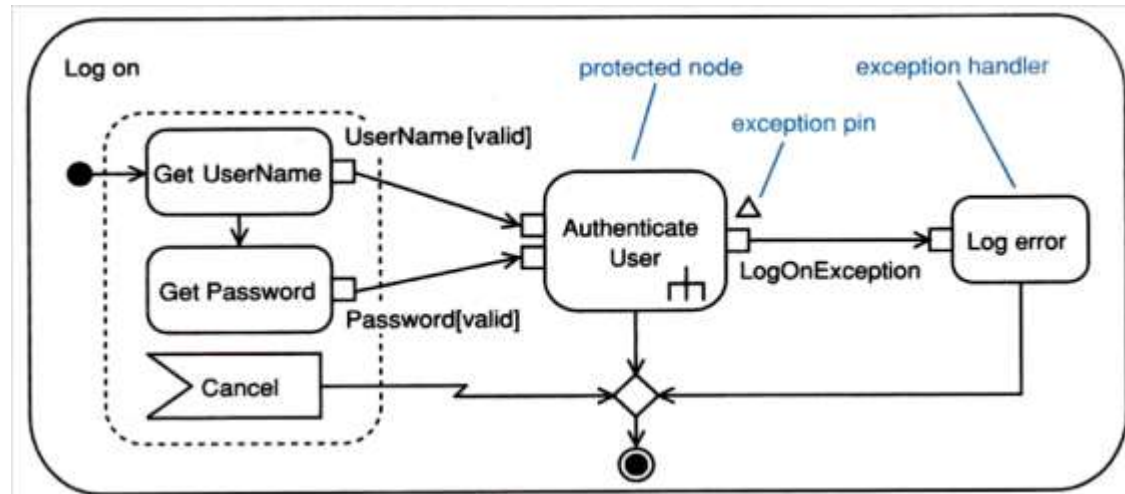 Log on
protected node
exception handler
UserName[valid]
exception pin
Get UserName
Authenticate
User
Log error
LogOnException
Get Password
Password[valid]
Cancel